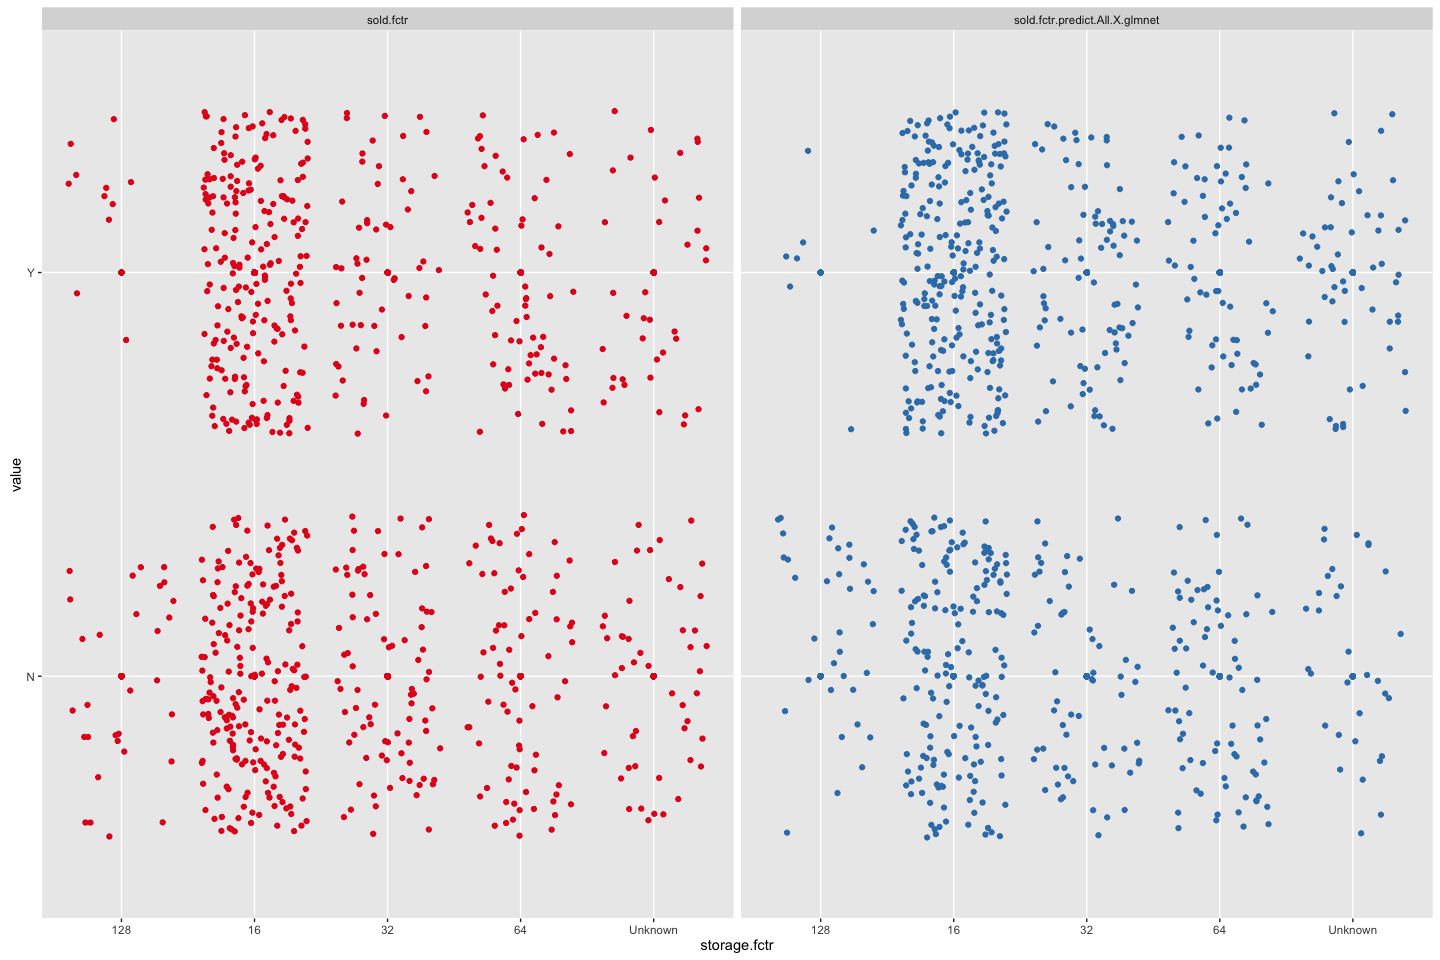 sold.fctr
sold.fctr.predict.All.X.glmnet
value
Y
N
128 16 32 64 Unknown
128 16 32 64 Unknown
storage.fctr